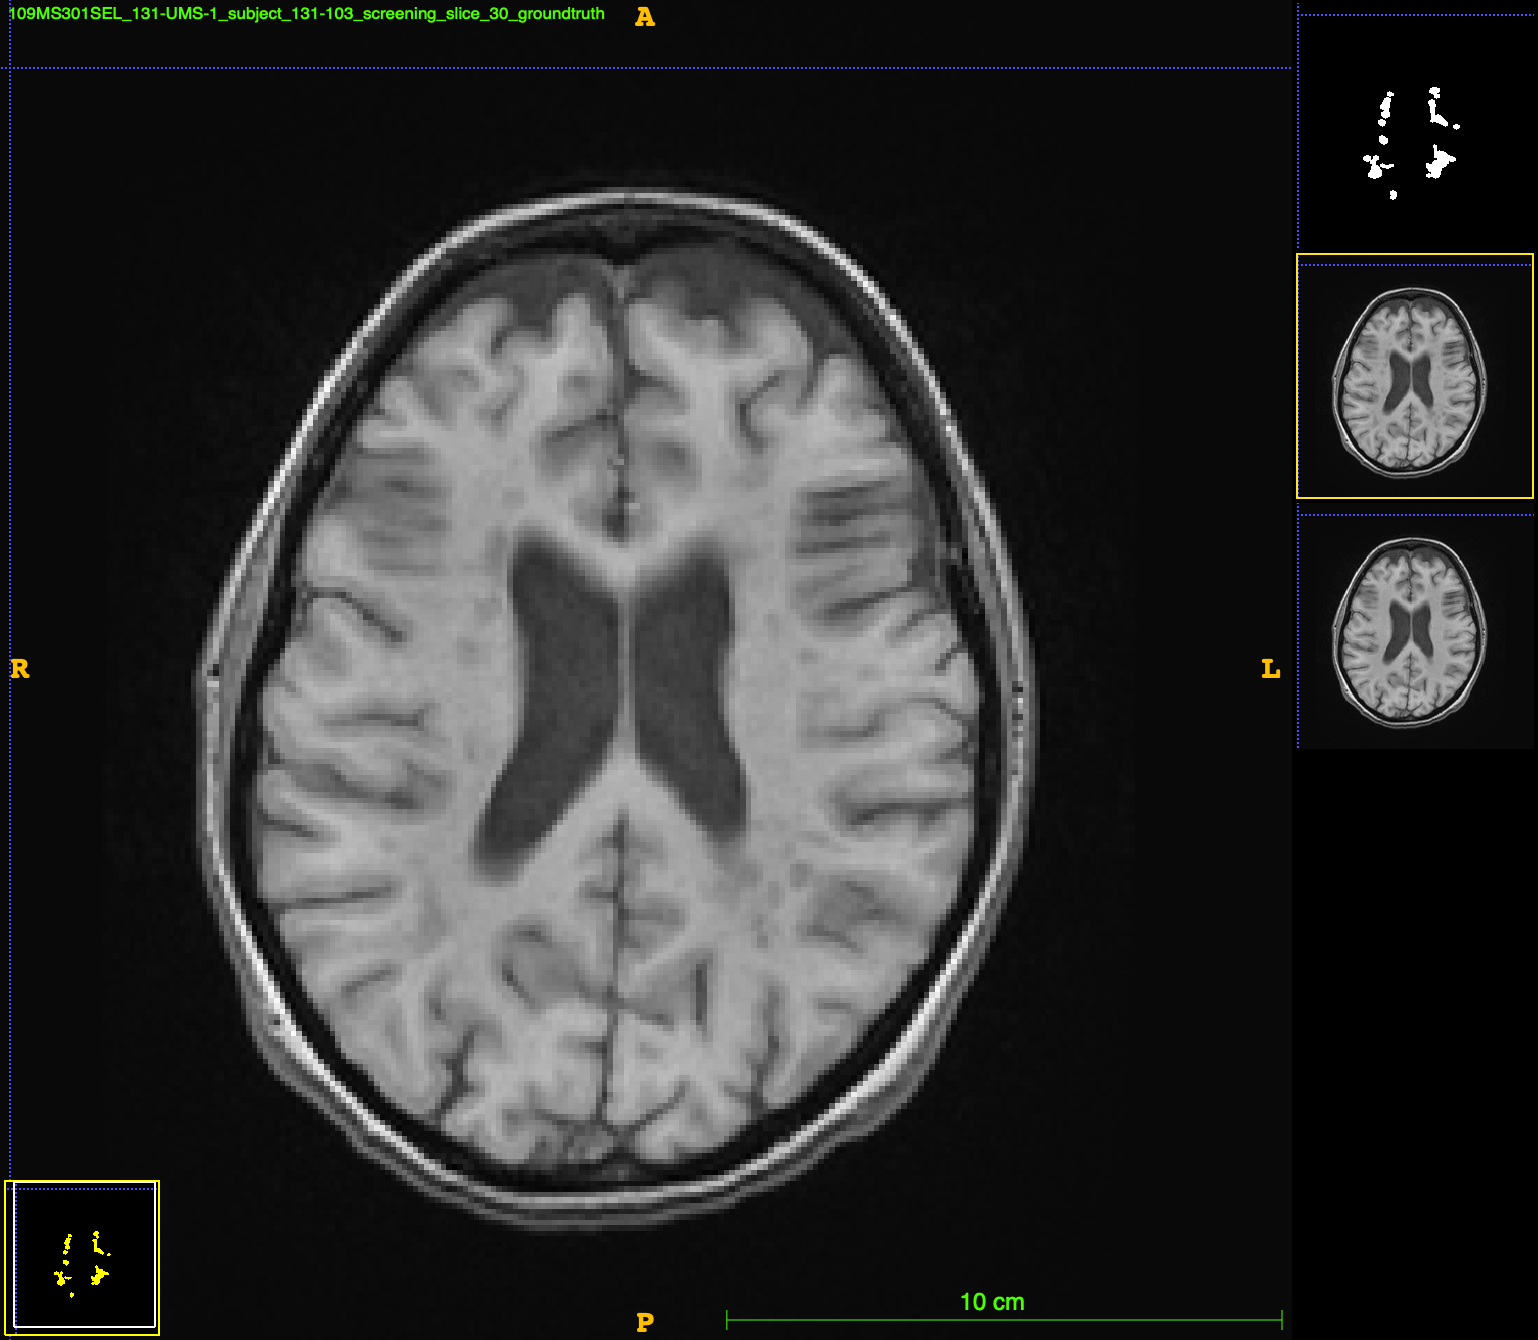 109MS301SEL_131-UMS-1_subject_131-103_screening_slice_30_groundtruth
A
R
L
10 cm
P